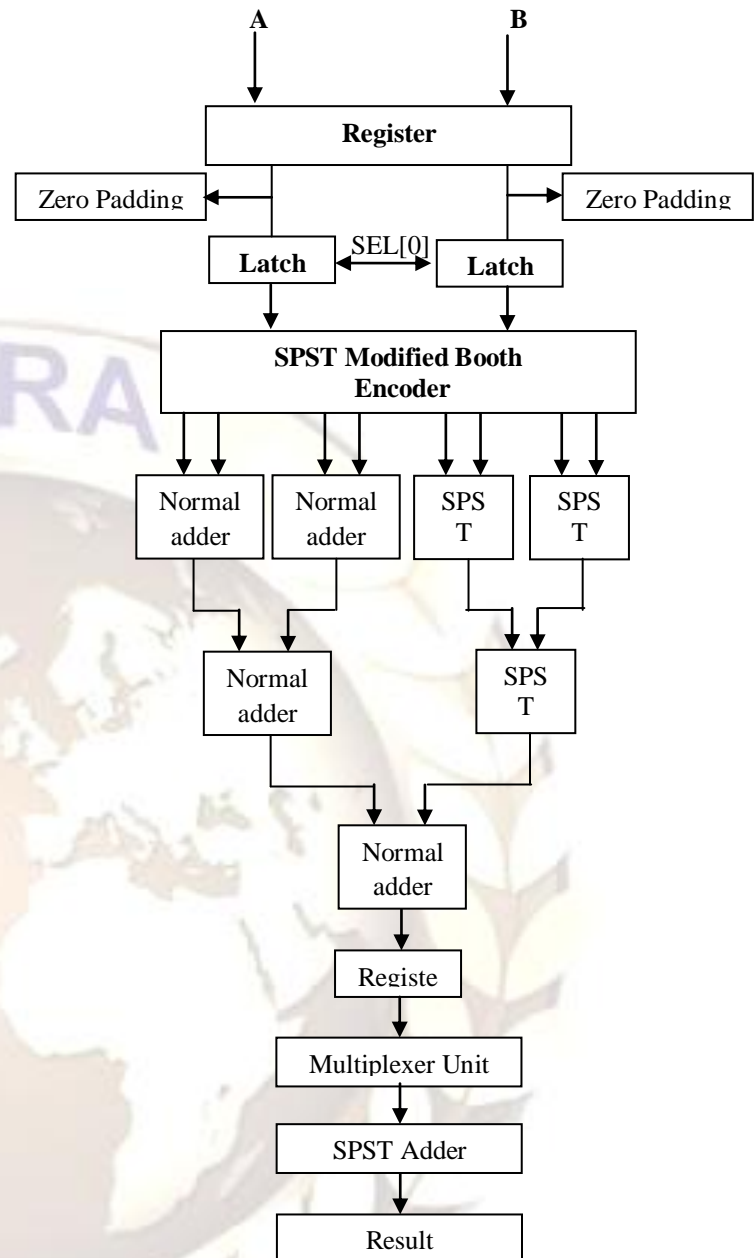 A B
Register
Zero Padding Zero Padding
SEL[0]
Latch Latch
SPST Modified Booth
Encoder
Normal Normal SPS SPS
adder adder T T
Normal SPS
adder T
Normal
adder
Registe
Multiplexer Unit
SPST Adder
Result
RA